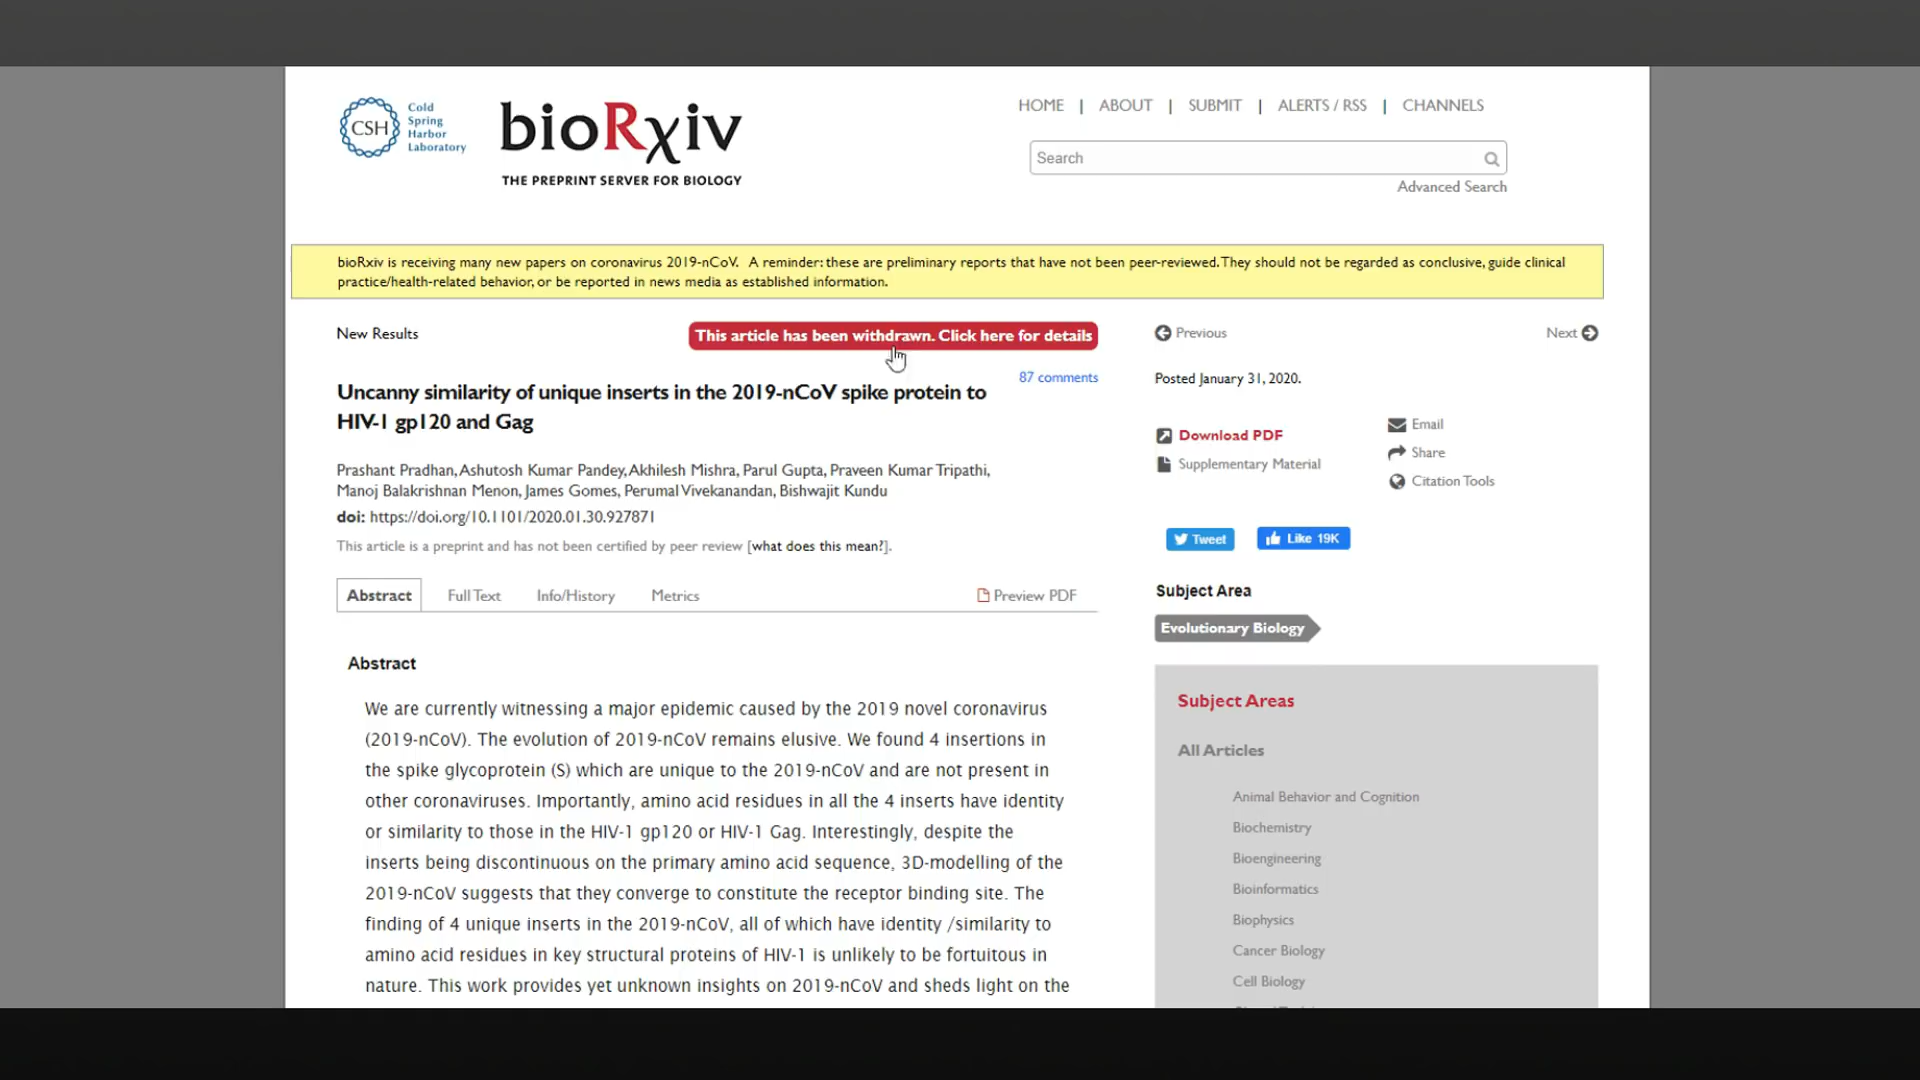 Cold
Spring
Harbor
Laboratory
CSH
bioRxiv
THE PREPRINT SERVER FOR BIOLOGY
HOME | ABOUT | SUBMIT | ALERTS / RSS | CHANNELS
Search
Advanced Search
bioRxiv is receiving many new papers on coronavirus 2019-nCoV. A reminder: these are preliminary reports that have not been peer-reviewed. They should not be regarded as conclusive, guide clinical
practice/health-related behavior, or be reported in news media as established information.
New Results
This article has been withdrawn. Click here for details
87 comments
Uncanny similarity of unique inserts in the 2019-nCoV spike protein to
HIV-1 gp120 and Gag
Prashant Pradhan, Ashutosh Kumar Pandey, Akhilesh Mishra, Parul Gupta, Praveen Kumar Tripathi,
Manoj Balakrishnan Menon, James Gomes, Perumal Vivekanandan, Bishwajit Kundu
doi: https://doi.org/10.1101/2020.01.30.927871
This article is a preprint and has not been certified by peer review [what does this mean?].
Abstract Full Text Info/History Metrics Preview PDF
Abstract
We are currently witnessing a major epidemic caused by the 2019 novel coronavirus
(2019-nCoV). The evolution of 2019-nCoV remains elusive. We found 4 insertions in
the spike glycoprotein (S) which are unique to the 2019-nCoV and are not present in
other coronaviruses. Importantly, amino acid residues in all the 4 inserts have identity
or similarity to those in the HIV-1 gp120 or HIV-1 Gag. Interestingly, despite the
inserts being discontinuous on the primary amino acid sequence, 3D-modelling of the
2019-nCoV suggests that they converge to constitute the receptor binding site. The
finding of 4 unique inserts in the 2019-nCoV, all of which have identity /similarity to
amino acid residues in key structural proteins of HIV-1 is unlikely to be fortuitous in
nature. This work provides yet unknown insights on 2019-nCoV and sheds light on the
Previous Next
Posted January 31, 2020.
Download PDF
Supplementary Material
Email
Share
Citation Tools
Tweet
Like 19K
Subject Area
Evolutionary Biology
Subject Areas
All Articles
Animal Behavior and Cognition
Biochemistry
Bioengineering
Bioinformatics
Biophysics
Cancer Biology
Cell Biology